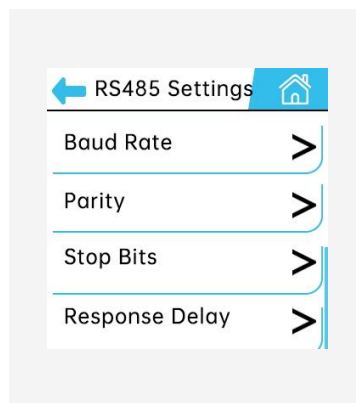 RS485 Settings
Baud Rate
Parity
Stop Bits
Response Delay